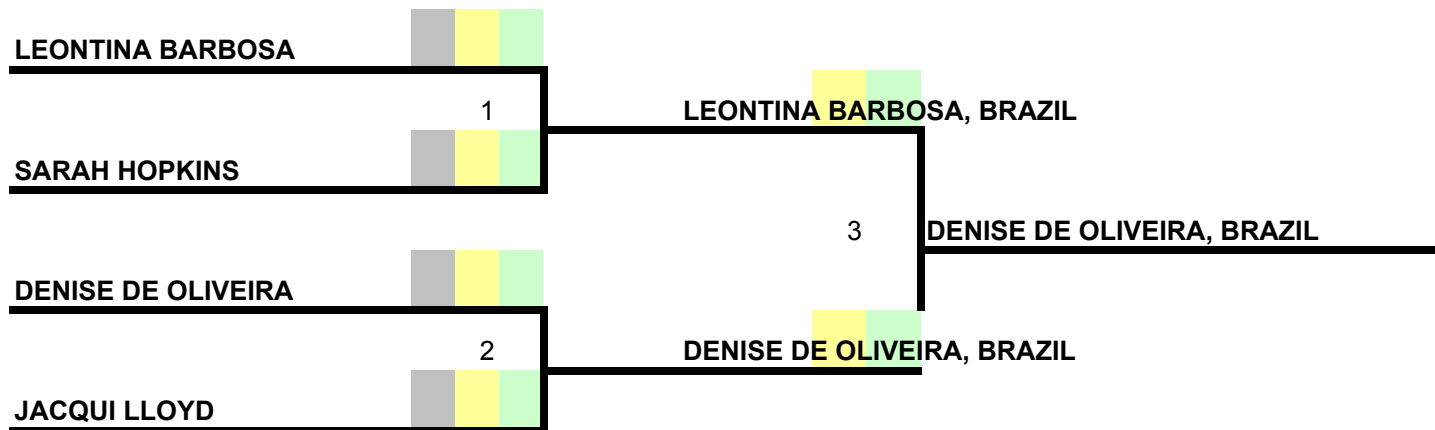 LEONTINA BARBOSA
1
LEONTINA BARBOSA, BRAZIL
SARAH HOPKINS
3
DENISE DE OLIVEIRA, BRAZIL
DENISE DE OLIVEIRA
2
DENISE DE OLIVEIRA, BRAZIL
JACQUI LLOYD